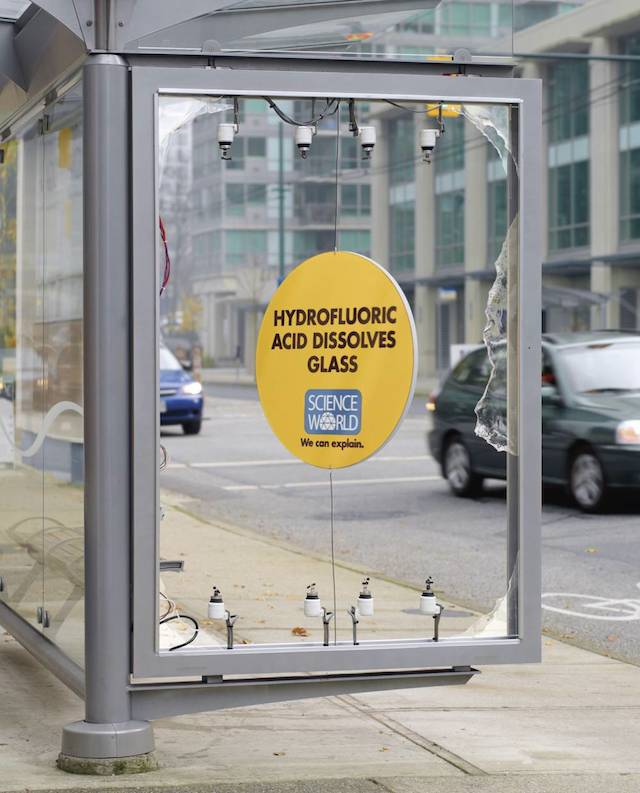 HYDROFLUORIC
ACID DISSOLVES
GLASS
SCIENCE
WORLD
We can explain.